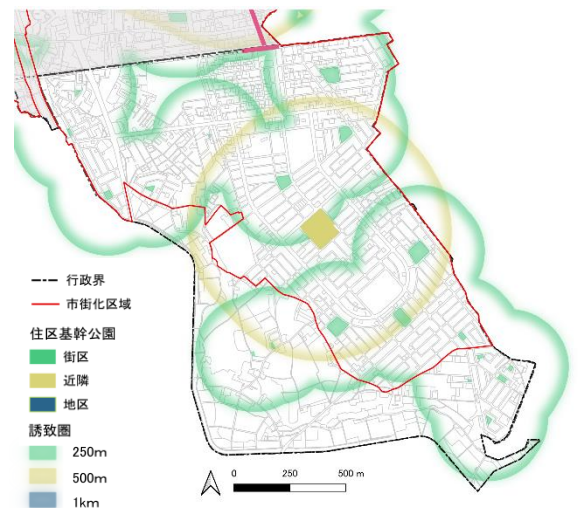 行政界
市街化区域
住区基幹公園
街区
近隣
地区
誘致圏
250m
500m
1km
0 250 500 m